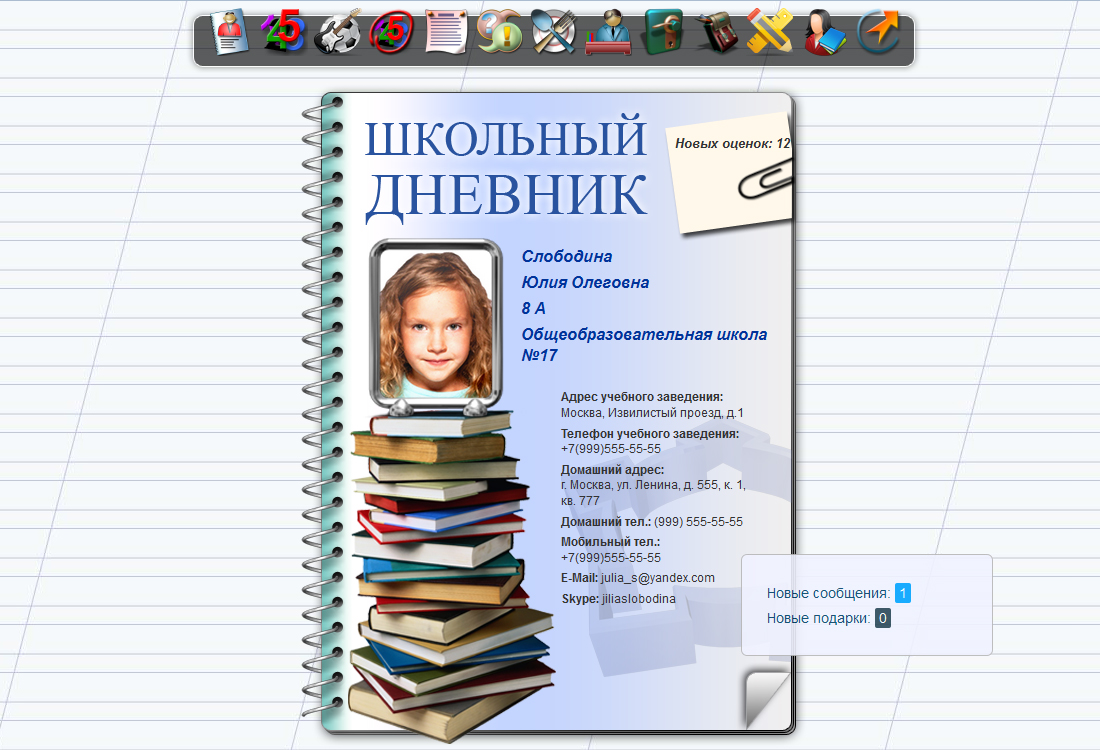 ШКОЛЬНЫЙ
ДНЕВНИК
Новых оценок: 12
Слободина
Юлия Олеговна
8 А
Общеобразовательная школа
№17
Адрес учебного заведения:
Москва, Извилистый проезд, д.1
Телефон учебного заведения:
+7(999)555-55-55
Домашний адрес:
г. Москва, ул. Ленина, д. 555, к. 1,
кв. 777
Домашний тел.: (999) 555-55-55
Мобильный тел.:
+7(999)555-55-55
E-Mail: julia_s@yandex.com
Skype: jiliaslobodina
Новые сообщения: 1
Новые подарки: 0